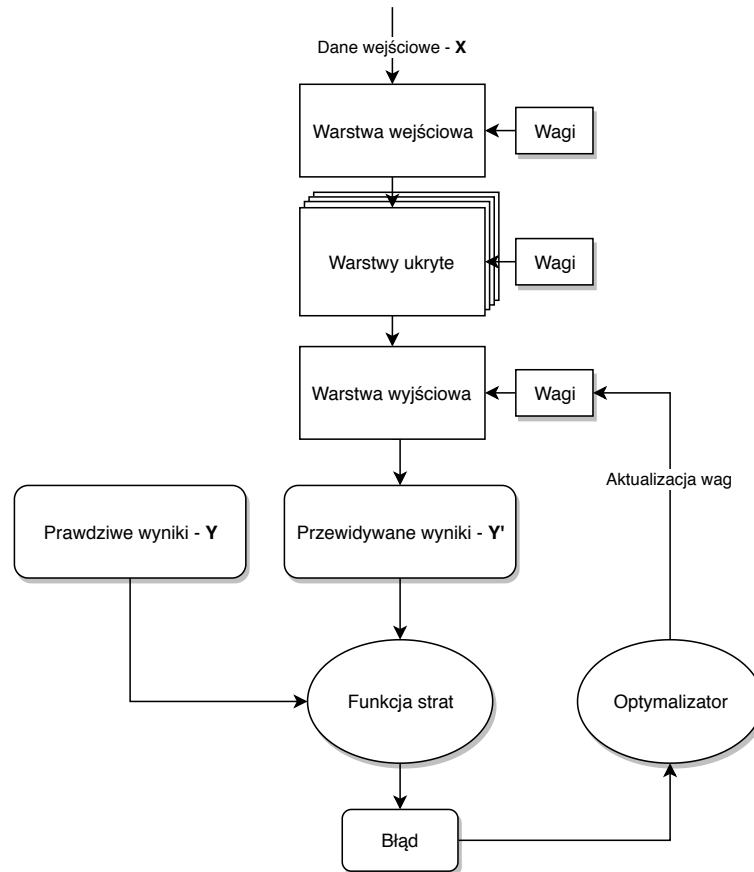 Dane wejściowe - X
Warstwa wejściowa
Wagi
Warstwy ukryte
Wagi
Warstwa wyjściowa
Wagi
Aktualizacja wag
Prawdziwe wyniki - Y
Przewidywane wyniki - Y'
Funkcja strat
Optymalizator
Błąd